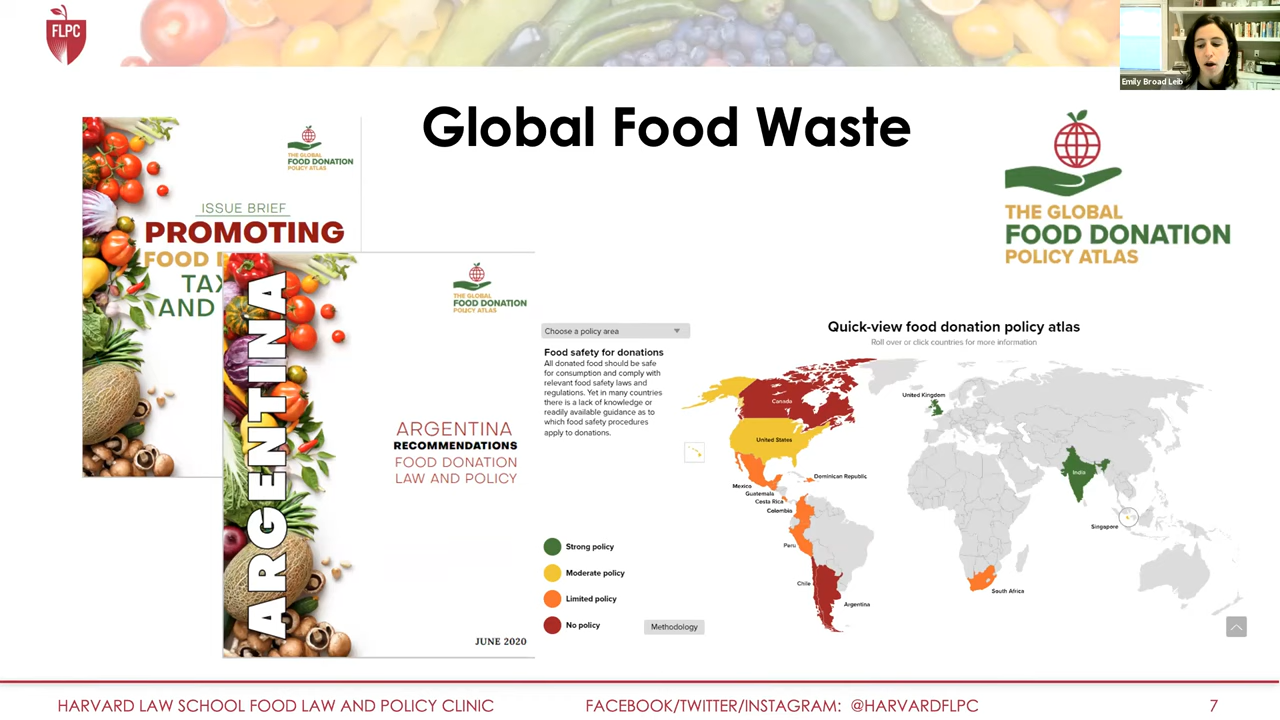 FLPC
Emily Broad Leib
Global Food Waste
THE GLOBAL
FOOD DONATION
POLICY ATLAS
ISSUE BRIEF
PROMOTING
FOOD
TAX
AND
THE GLOBAL
FOOD DONATION
POLICY ATLAS
ARGENTINA
ARGENTINA
RECOMMENDATIONS
FOOD DONATION
LAW AND POLICY
JUNE 2020
THE GLOBAL
FOOD DONATION
POLICY ATLAS
Choose a policy area
Food safety for donations
All donated food should be safe
for consumption and comply with
relevant food safety laws and
regulations. Yet in many countries
there is a lack of knowledge or
readily available guidance as to
which food safety procedures
apply to donations.
Strong policy
Moderate policy
Limited policy
No policy
Methodology
Quick-view food donation policy atlas
Roll over or click countries for more information
Canada
United Kingdom
United States
India
Dominican Republic
Mexico
Guatemala
Costa Rica
Colombia
Singapore
Peru
Chile
South Africa
Argentina
HARVARD LAW SCHOOL FOOD LAW AND POLICY CLINIC
FACEBOOK/TWITTER/INSTAGRAM: @HARVARDFLPC
7